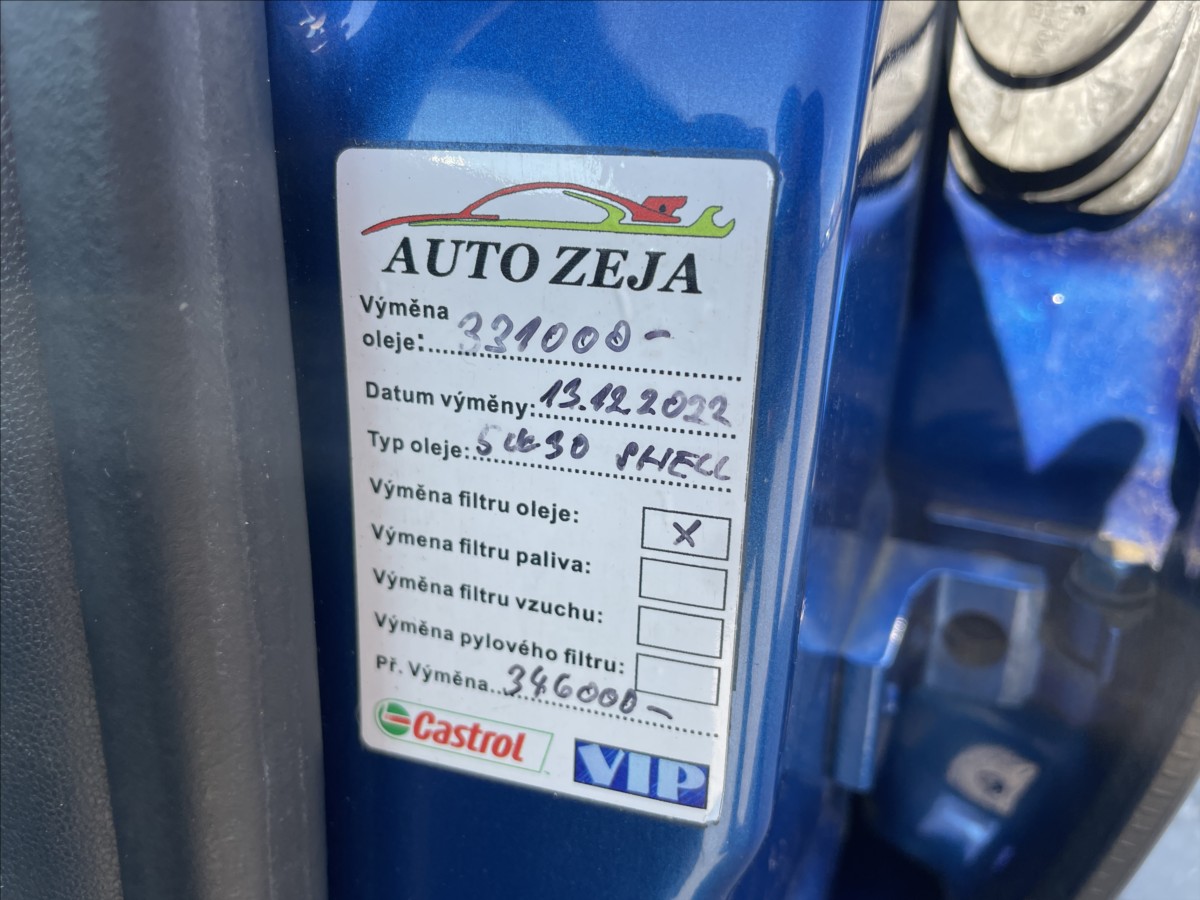 AUTO ZEJA
Výměna
oleje: 331000-
Datum výměny: 13.12.2022
Typ oleje: 5W30 SHELL
Výměna filtru oleje: X
Výmena filtru paliva:
Výměna filtru vzuchu:
Výměna pylového filtru:
Př. Výměna 346000-
Castrol VIP